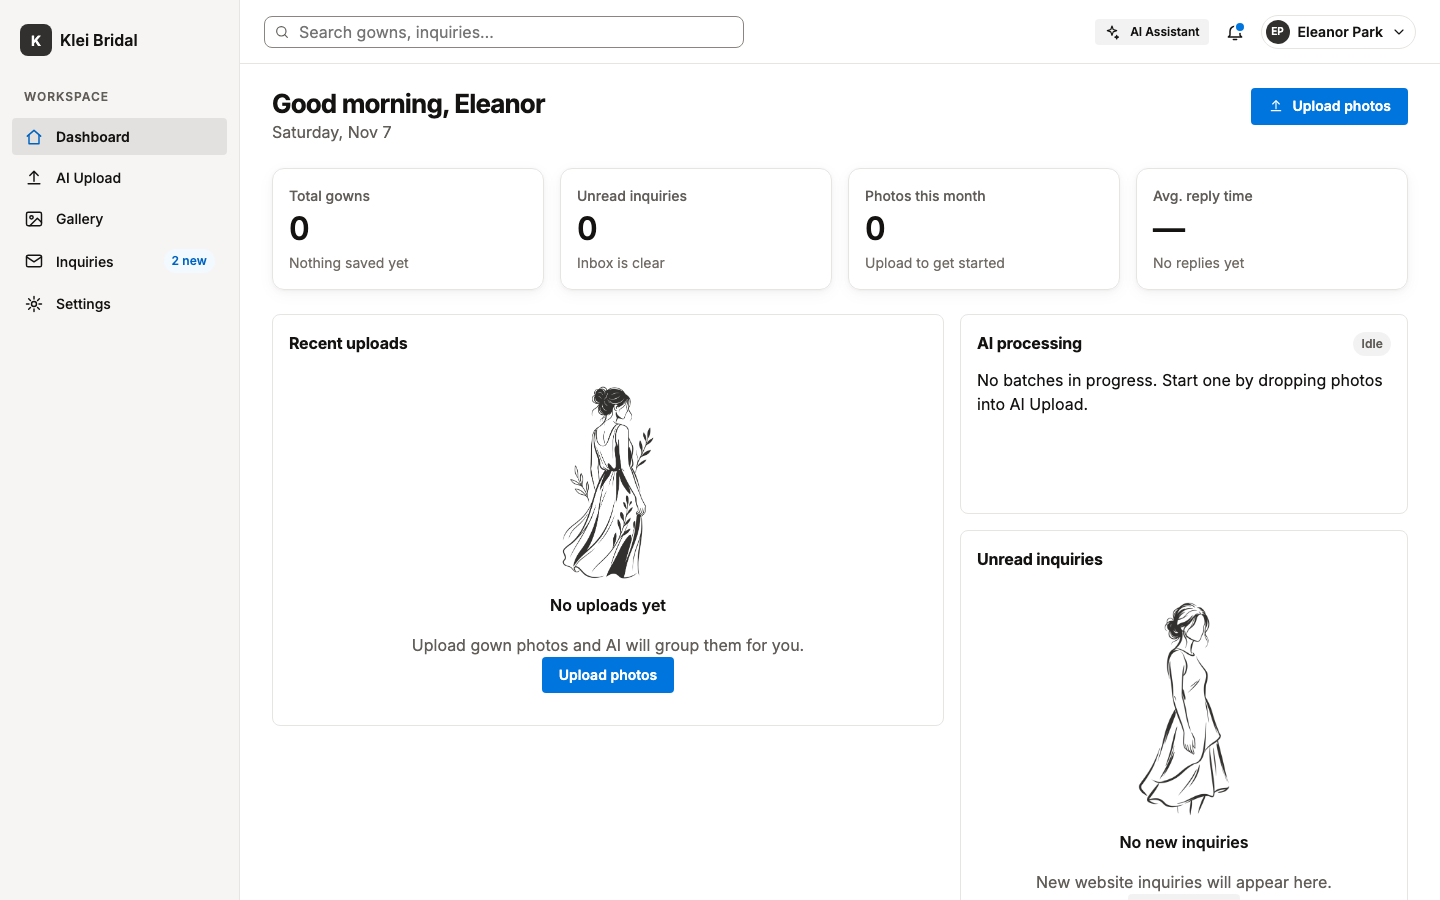 K
Klei Bridal
WORKSPACE
Dashboard
AI Upload
Gallery
Inquiries
2 new
Settings
Search gowns, inquiries...
AI Assistant
EP
Eleanor Park
Good morning, Eleanor
Saturday, Nov 7
Upload photos
Total gowns
0
Nothing saved yet
Unread inquiries
0
Inbox is clear
Photos this month
0
Upload to get started
Avg. reply time
—
No replies yet
Recent uploads
No uploads yet
Upload gown photos and AI will group them for you.
Upload photos
AI processing
Idle
No batches in progress. Start one by dropping photos
into AI Upload.
Unread inquiries
No new inquiries
New website inquiries will appear here.